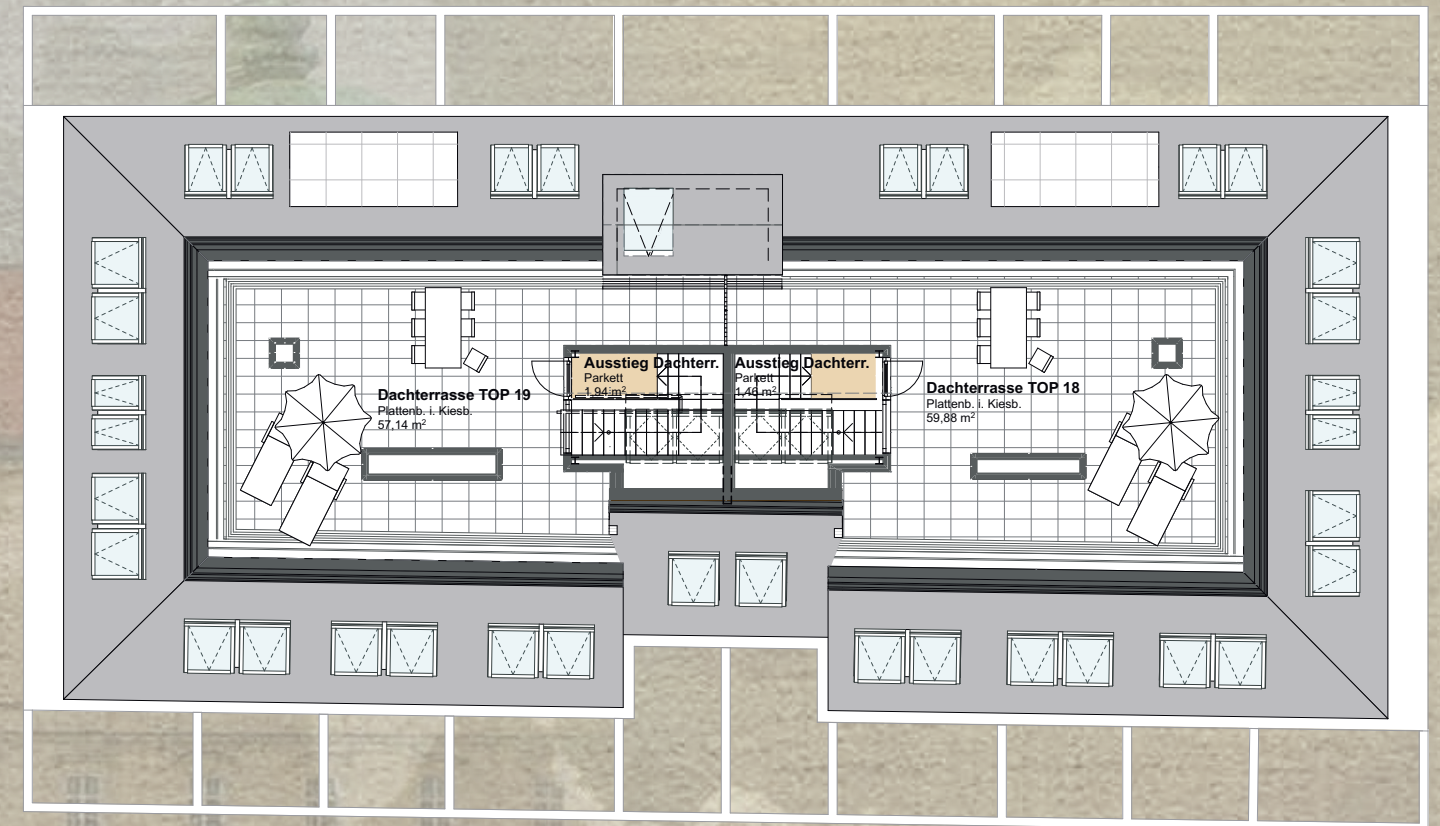 Ausstieg Dachterr.
Parkett
1,94 m²
Ausstieg Dachterr.
Parkett
1,46 m²
Dachterrasse TOP 19
Plattenb. i. Kiesb.
57,14 m²
Dachterrasse TOP 18
Plattenb. i. Kiesb.
59,88 m²